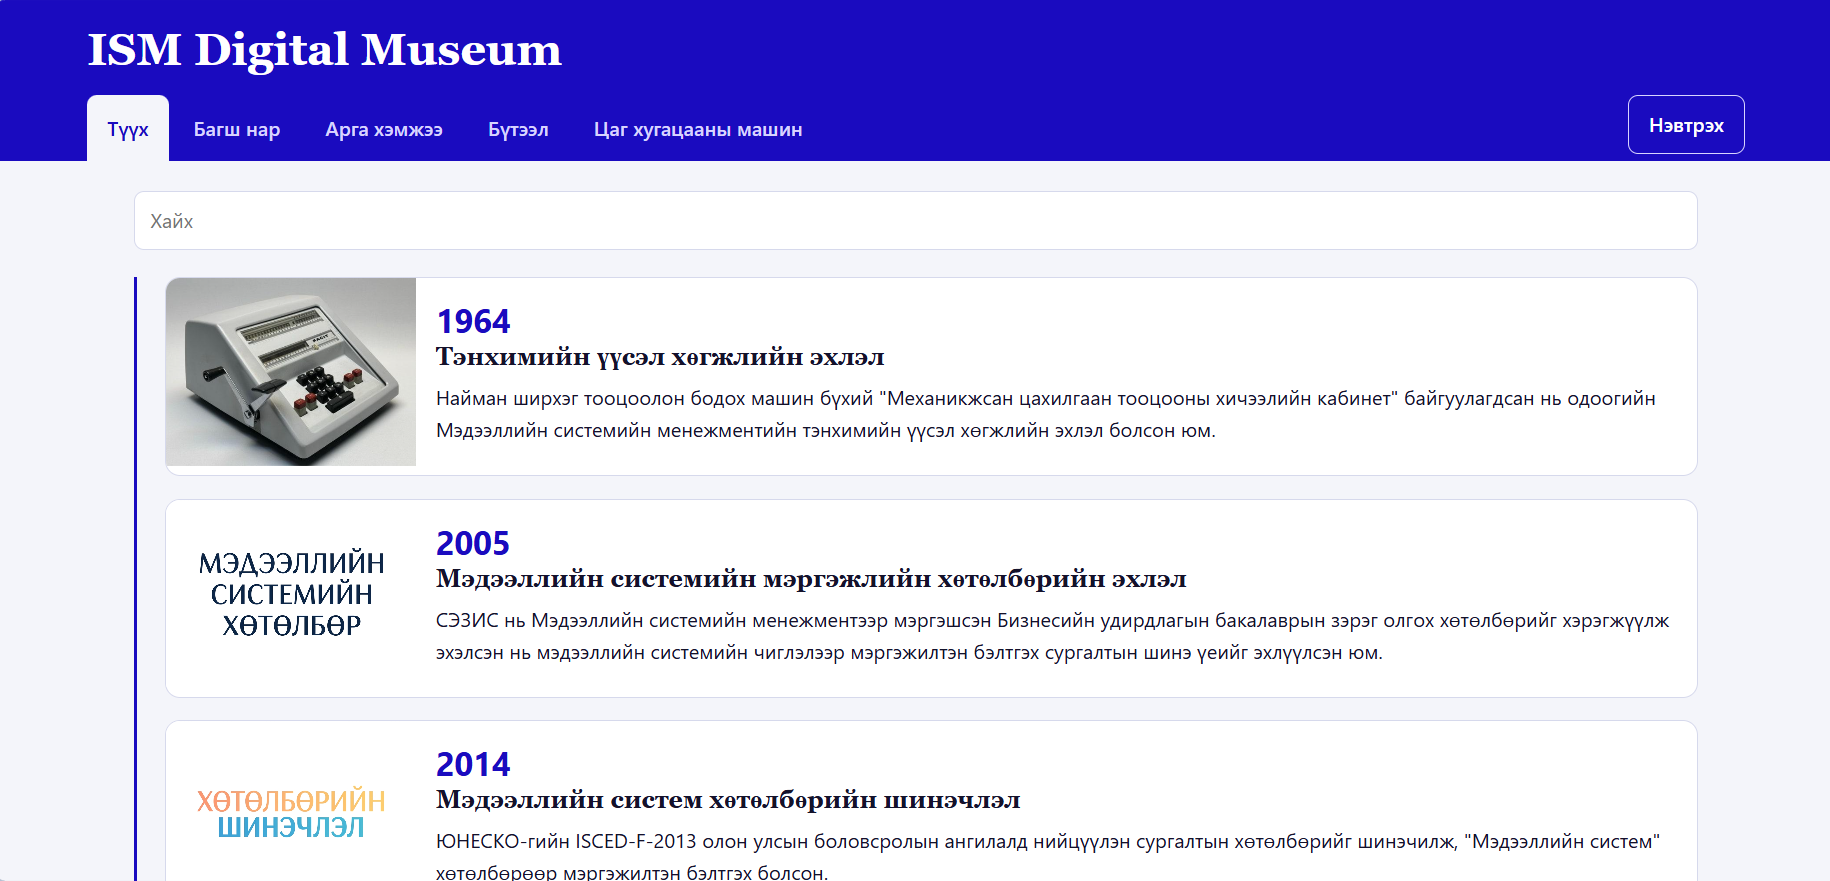 ISM Digital Museum
Түүх
Багш нар
Арга хэмжээ
Бүтээл
Цаг хугацааны машин
Нэвтрэх
Хайх
1964
Тэнхимийн үүсэл хөгжлийн эхлэл
Найман ширхэг тооцоолон бодох машин бүхий "Механикжсан цахилгаан тооцооны хичээлийн кабинет" байгуулагдсан нь одоогийн
Мэдээллийн системийн менежментийн тэнхимийн үүсэл хөгжлийн эхлэл болсон юм.
МЭДЭЭЛЛИЙН
СИСТЕМИЙН
ХӨТӨЛБӨР
2005
Мэдээллийн системийн мэргэжлийн хөтөлбөрийн эхлэл
СЭЗИС нь Мэдээллийн системийн менежментээр мэргэшсэн Бизнесийн удирдлагын бакалаврын зэрэг олгох хөтөлбөрийг хэрэгжүүлж
эхэлсэн нь мэдээллийн системийн чиглэлээр мэргэжилтэн бэлтгэх сургалтын шинэ үеийг эхлүүлсэн юм.
ХӨТӨЛБӨРИЙН
ШИНЭЧЛЭЛ
2014
Мэдээллийн систем хөтөлбөрийн шинэчлэл
ЮНЕСКО-гийн ISCED-F-2013 олон улсын боловсролын ангилалд нийцүүлэн сургалтын хөтөлбөрийг шинэчилж, "Мэдээллийн систем"
хөтөлбөрөөр мэргэжилтэн бэлтгэх болсон.